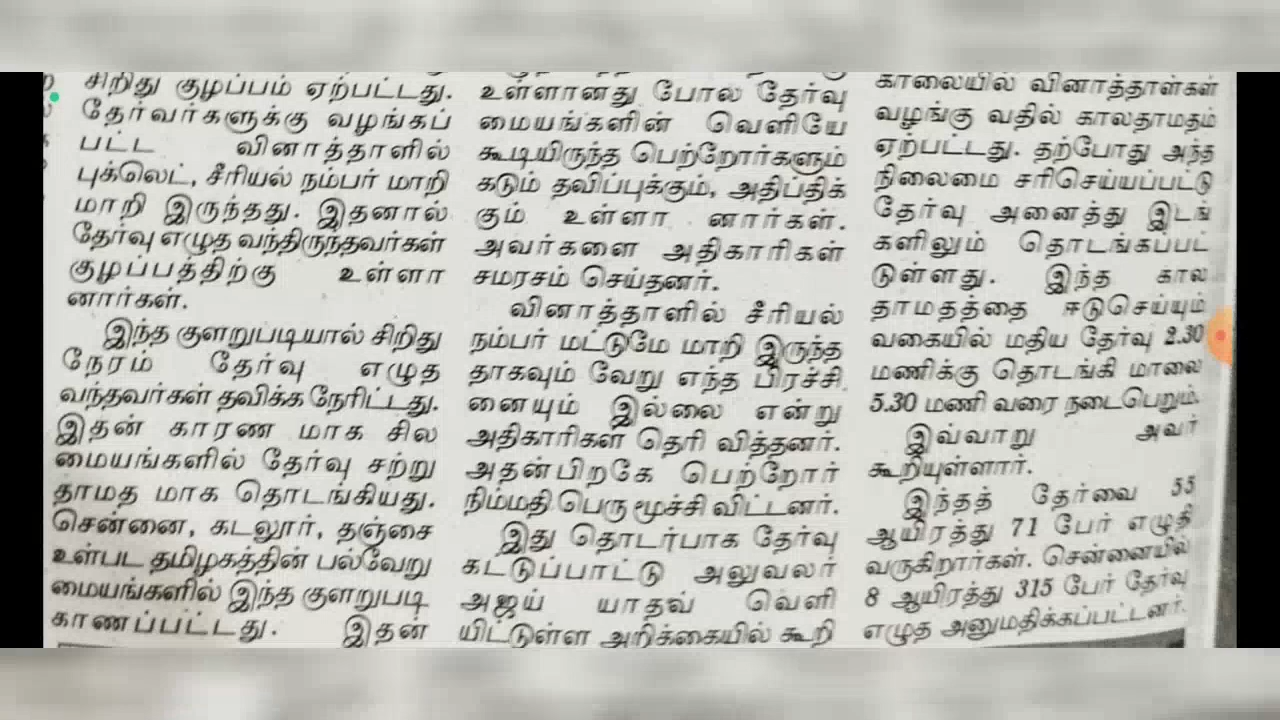 சிறிது குழப்பம் ஏற்பட்டது.
தேர்வர்களுக்கு வழங்கப்
பட்ட வினாத்தாளில்
புக்லெட், சீரியல் நம்பர் மாறி
மாறி இருந்தது. இதனால்
தேர்வு எழுத வந்திருந்தவர்கள்
குழப்பத்திற்கு உள்ளா
னார்கள்.
இந்த குளறுபடியால் சிறிது
நேரம் தேர்வு எழுத
வந்தவர்கள் தவிக்க நேரிட்டது.
இதன் காரண மாக சில
மையங்களில் தேர்வு சற்று
தாமத மாக தொடங்கியது.
சென்னை, கடலூர், தஞ்சை
உள்பட தமிழகத்தின் பல்வேறு
மையங்களில் இந்த குளறுபடி
காணப்பட்டது. இதன்
உள்ளானது போல தேர்வு
மையங்களின் வெளியே
கூடியிருந்த பெற்றோர்களும்
கடும் தவிப்புக்கும், அதிப்திக்
கும் உள்ளா னார்கள்.
அவர்களை அதிகாரிகள்
சமரசம் செய்தனர்.
வினாத்தாளில் சீரியல்
நம்பர் மட்டுமே மாறி இருந்த
தாகவும் வேறு எந்த பிரச்சி
னையும் இல்லை என்று
அதிகாரிகள் தெரி வித்தனர்.
அதன்பிறகே பெற்றோர்
நிம்மதி பெரு மூச்சி விட்டனர்.
இது தொடர்பாக தேர்வு
கட்டுப்பாட்டு அலுவலர்
அஜய் யாதவ் வெளி
யிட்டுள்ள அறிக்கையில் கூறி
காலையில் வினாத்தாள்கள்
வழங்கு வதில் காலதாமதம்
ஏற்பட்டது. தற்போது அந்த
நிலைமை சரிசெய்யப்பட்டு
தேர்வு அனைத்து இடங்
களிலும் தொடங்கப்பட்
டுள்ளது. இந்த கால
தாமதத்தை ஈடுசெய்யும்
வகையில் மதிய தேர்வு 2.30
மணிக்கு தொடங்கி மாலை
5.30 மணி வரை நடைபெறும்.
இவ்வாறு அவர்
கூறியுள்ளார்.
இந்தத் தேர்வை 55
ஆயிரத்து 71 பேர் எழுதி
வருகிறார்கள். சென்னையில்
8 ஆயிரத்து 315 பேர் தேர்வு
எழுத அனுமதிக்கப்பட்டனர்.